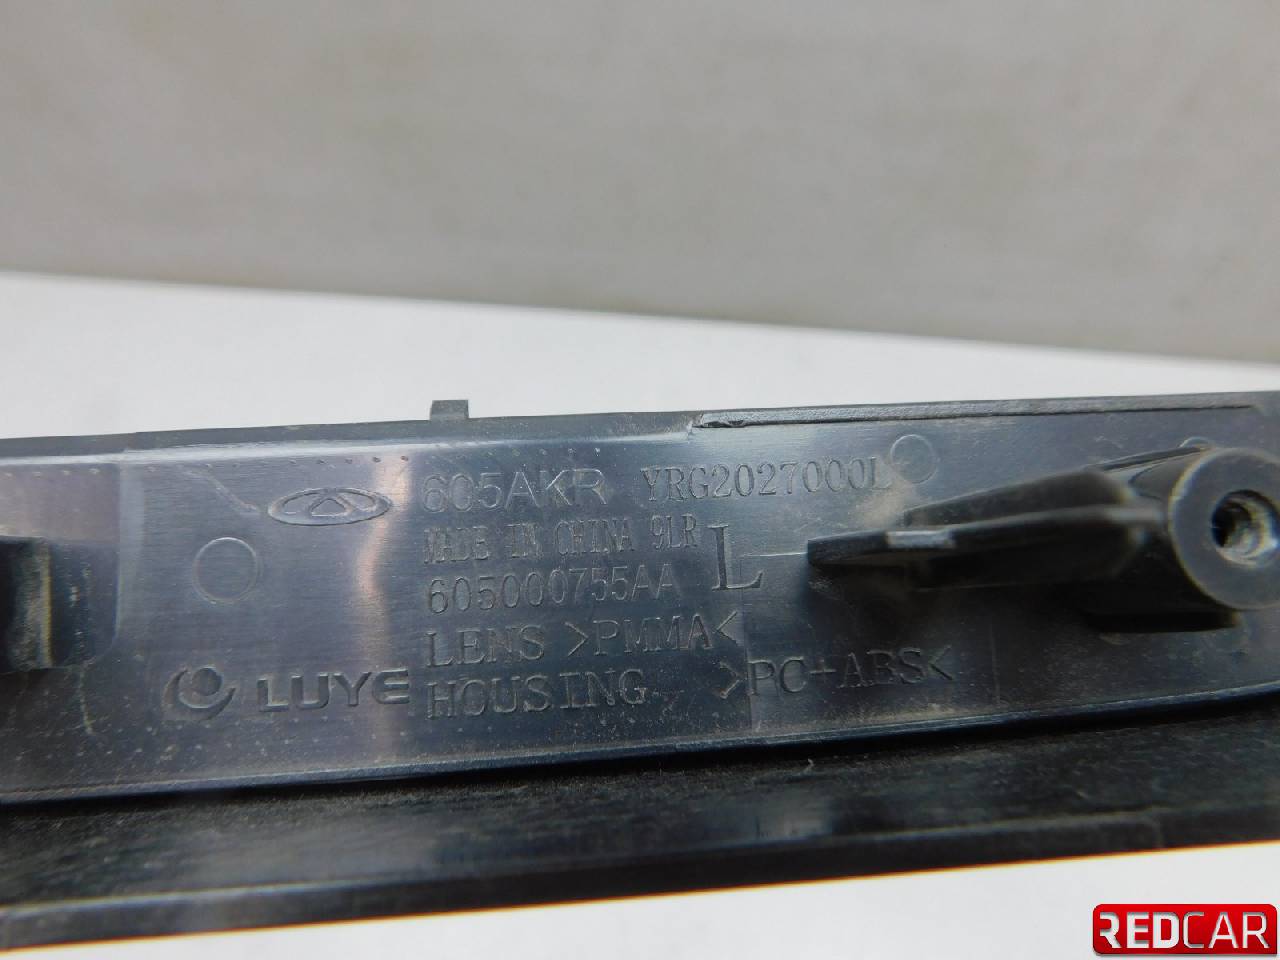 605AKR YRG2027000L
MADE IN CHINA 9LR
L
605000755AA
LENS >PMMA<
HOUSING >PC+ABS<
LUYE
REDCAR